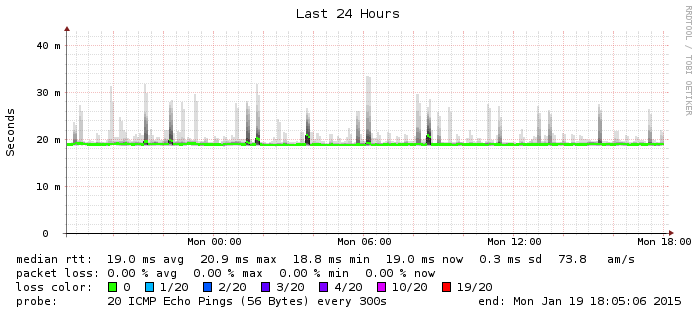 Last 24 Hours
RRDTOOL / TOBI OETIKER
40 m
30 m
20 m
10 m
0
Seconds
Mon 00:00 Mon 06:00 Mon 12:00 Mon 18:00
median rtt: 19.0 ms avg 20.9 ms max 18.8 ms min 19.0 ms now 0.3 ms sd 73.8 am/s
packet loss: 0.00 % avg 0.00 % max 0.00 % min 0.00 % now
loss color: 0 1/20 2/20 3/20 4/20 10/20 19/20
probe: 20 ICMP Echo Pings (56 Bytes) every 300s end: Mon Jan 19 18:05:06 2015